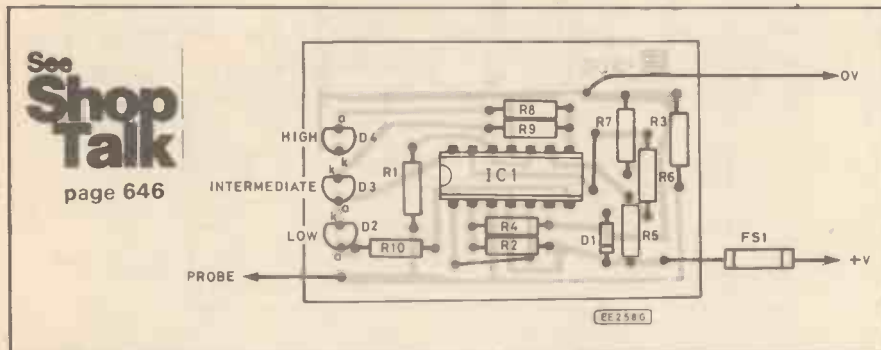 See
Shop
Talk
page 646
HIGH
a
D4
k
INTERMEDIATE
k
D3
a
LOW
k
D2
a
PROBE
R1
R10
R8
R9
IC1
R4
R2
R7
R3
R6
D1
R5
0V
FS1
+V
EE258G